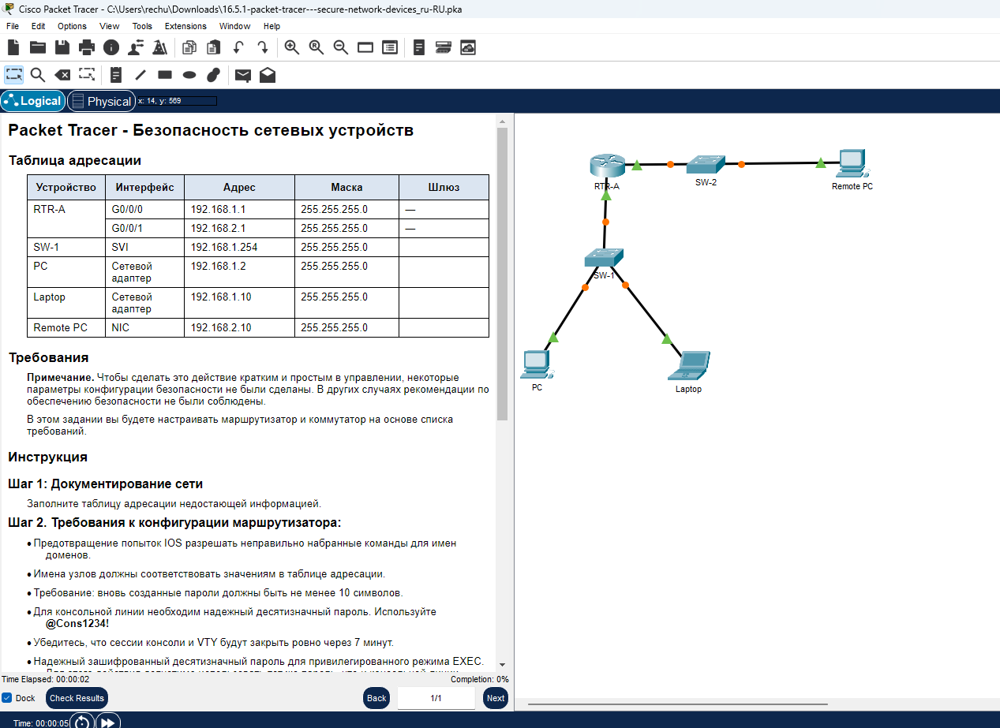 Cisco Packet Tracer - C:\Users\rechu\Downloads\16.5.1-packet-tracer---secure-network-devices_ru-RU.pka
File Edit Options View Tools Extensions Window Help
Logical Physical x: 14, y: 569
Packet Tracer - Безопасность сетевых устройств
Таблица адресации
Устройство Интерфейс Адрес Маска Шлюз
RTR-A G0/0/0 192.168.1.1 255.255.255.0 —
G0/0/1 192.168.2.1 255.255.255.0 —
SW-1 SVI 192.168.1.254 255.255.255.0
PC Сетевой адаптер 192.168.1.2 255.255.255.0
Laptop Сетевой адаптер 192.168.1.10 255.255.255.0
Remote PC NIC 192.168.2.10 255.255.255.0
Требования
Примечание. Чтобы сделать это действие кратким и простым в управлении, некоторые
параметры конфигурации безопасности не были сделаны. В других случаях рекомендации по
обеспечению безопасности не были соблюдены.
В этом задании вы будете настраивать маршрутизатор и коммутатор на основе списка
требований.
Инструкция
Шаг 1: Документирование сети
Заполните таблицу адресации недостающей информацией.
Шаг 2. Требования к конфигурации маршрутизатора:
• Предотвращение попыток IOS разрешать неправильно набранные команды для имен
доменов.
• Имена узлов должны соответствовать значениям в таблице адресации.
• Требование: вновь созданные пароли должны быть не менее 10 символов.
• Для консольной линии необходим надежный десятизначный пароль. Используйте
@Cons1234!
• Убедитесь, что сессии консоли и VTY будут закрыть ровно через 7 минут.
• Надежный зашифрованный десятизначный пароль для привилегированного режима EXEC.
Time Elapsed: 00:00:02 Completion: 0%
Dock Check Results Back 1/1 Next
Time: 00:00:05
RTR-A
SW-2
Remote PC
SW-1
PC
Laptop